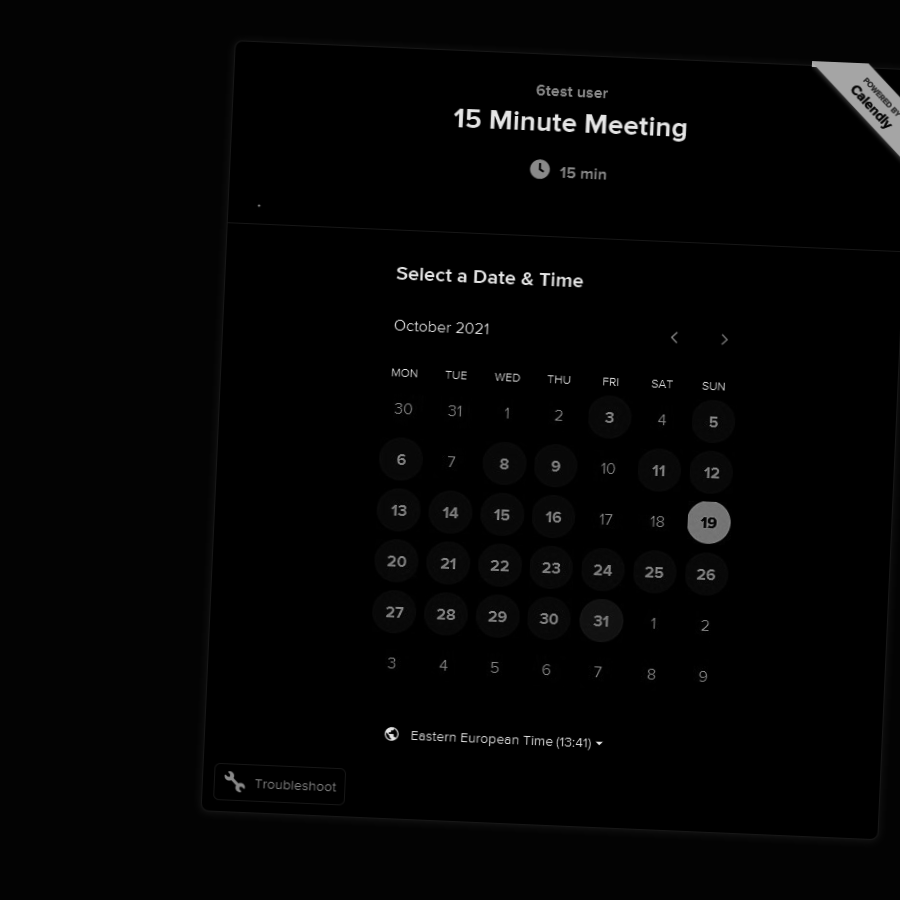 POWERED BY
Calendly
6test user
15 Minute Meeting
15 min
.
Select a Date & Time
October 2021
MON TUE WED THU FRI SAT SUN
30 31 1 2 3 4 5
6 7 8 9 10 11 12
13 14 15 16 17 18 19
20 21 22 23 24 25 26
27 28 29 30 31 1 2
3 4 5 6 7 8 9
Eastern European Time (13:41)
Troubleshoot